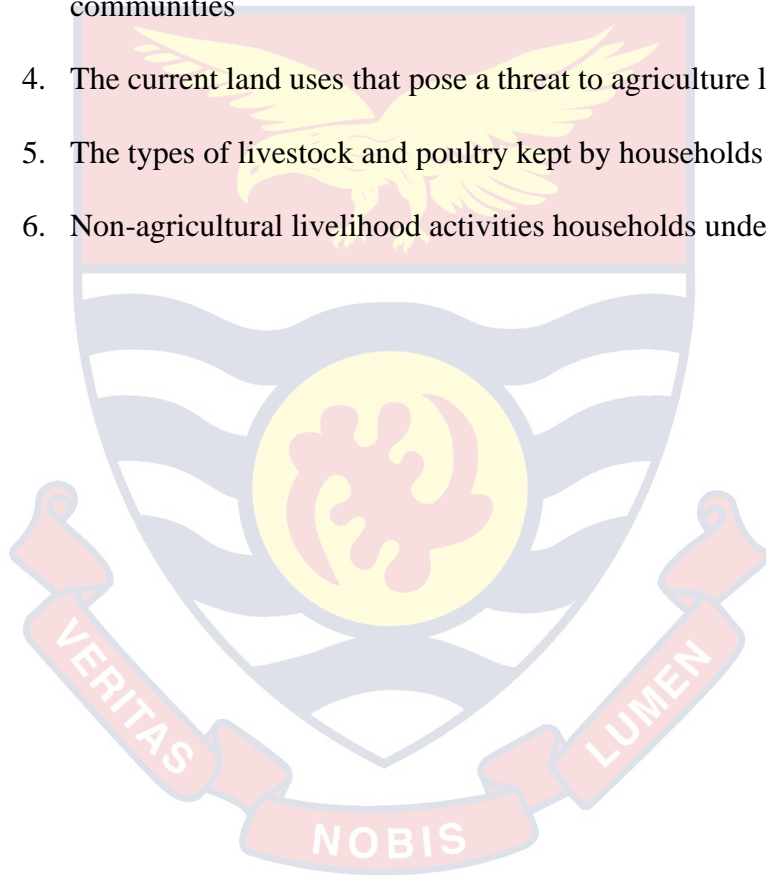 communities
4. The current land uses that pose a threat to agriculture l
5. The types of livestock and poultry kept by households
6. Non-agricultural livelihood activities households unde
VERITAS
NOBIS
LUMEN